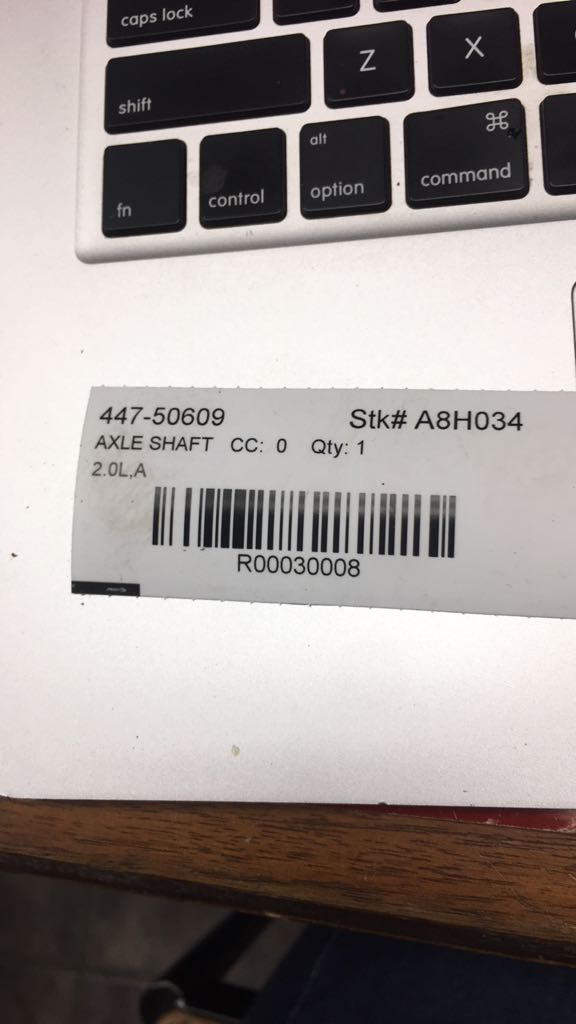 caps lock
shift
Z
X
fn
control
alt
option
⌘
command
447-50609 Stk# A8H034
AXLE SHAFT CC: 0 Qty: 1
2.0L,A
R00030008